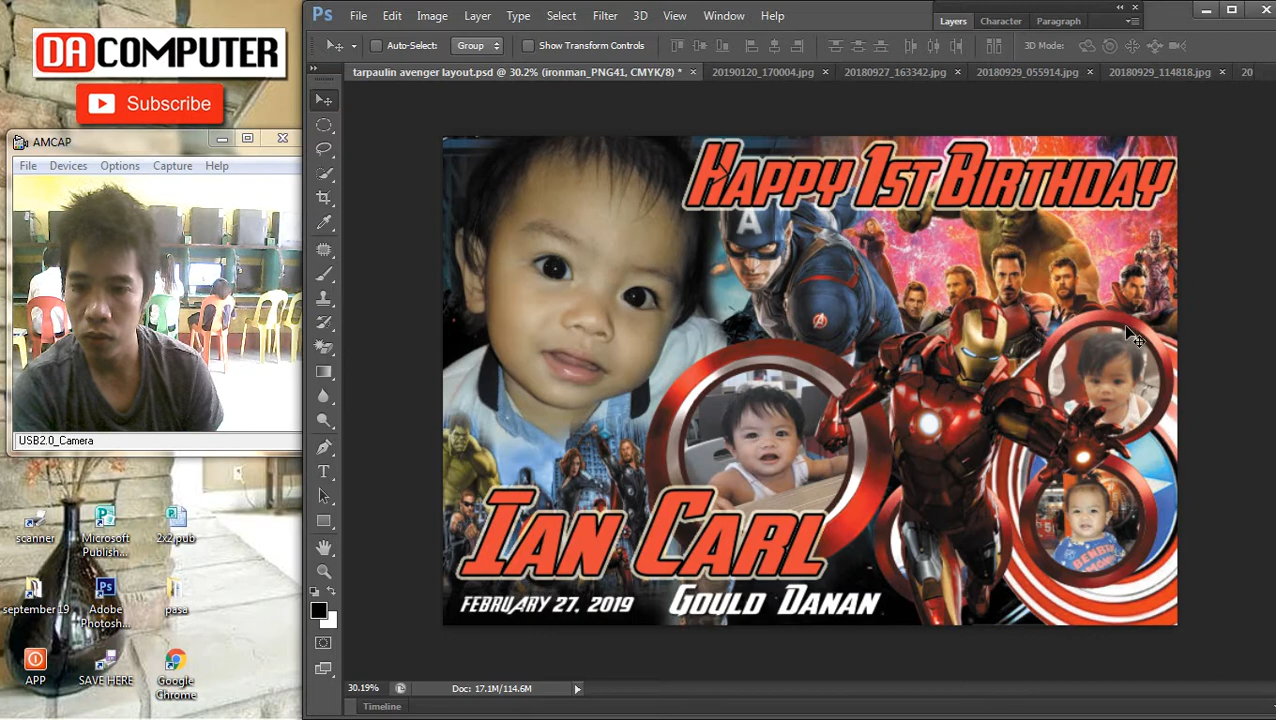 DA COMPUTER
Subscribe
AMCAP
File Devices Options Capture Help
USB2.0_Camera
scanner
Microsoft Publish...
2x2.pub
september 19
Adobe Photosh...
pasa
APP
SAVE HERE
Google Chrome
Ps File Edit Image Layer Type Select Filter 3D View Window Help
Layers Character Paragraph
Auto-Select: Group Show Transform Controls 3D Mode:
tarpaulin avenger layout.psd @ 30.2% (ironman_PNG41, CMYK/8) * × 20190120_170004.jpg × 20180927_163342.jpg × 20180929_055914.jpg × 20180929_114818.jpg × 20
Happy 1st Birthday
A
Ian Carl
February 27, 2019
Gould Danan
30.19% Doc: 17.1M/114.6M
Timeline